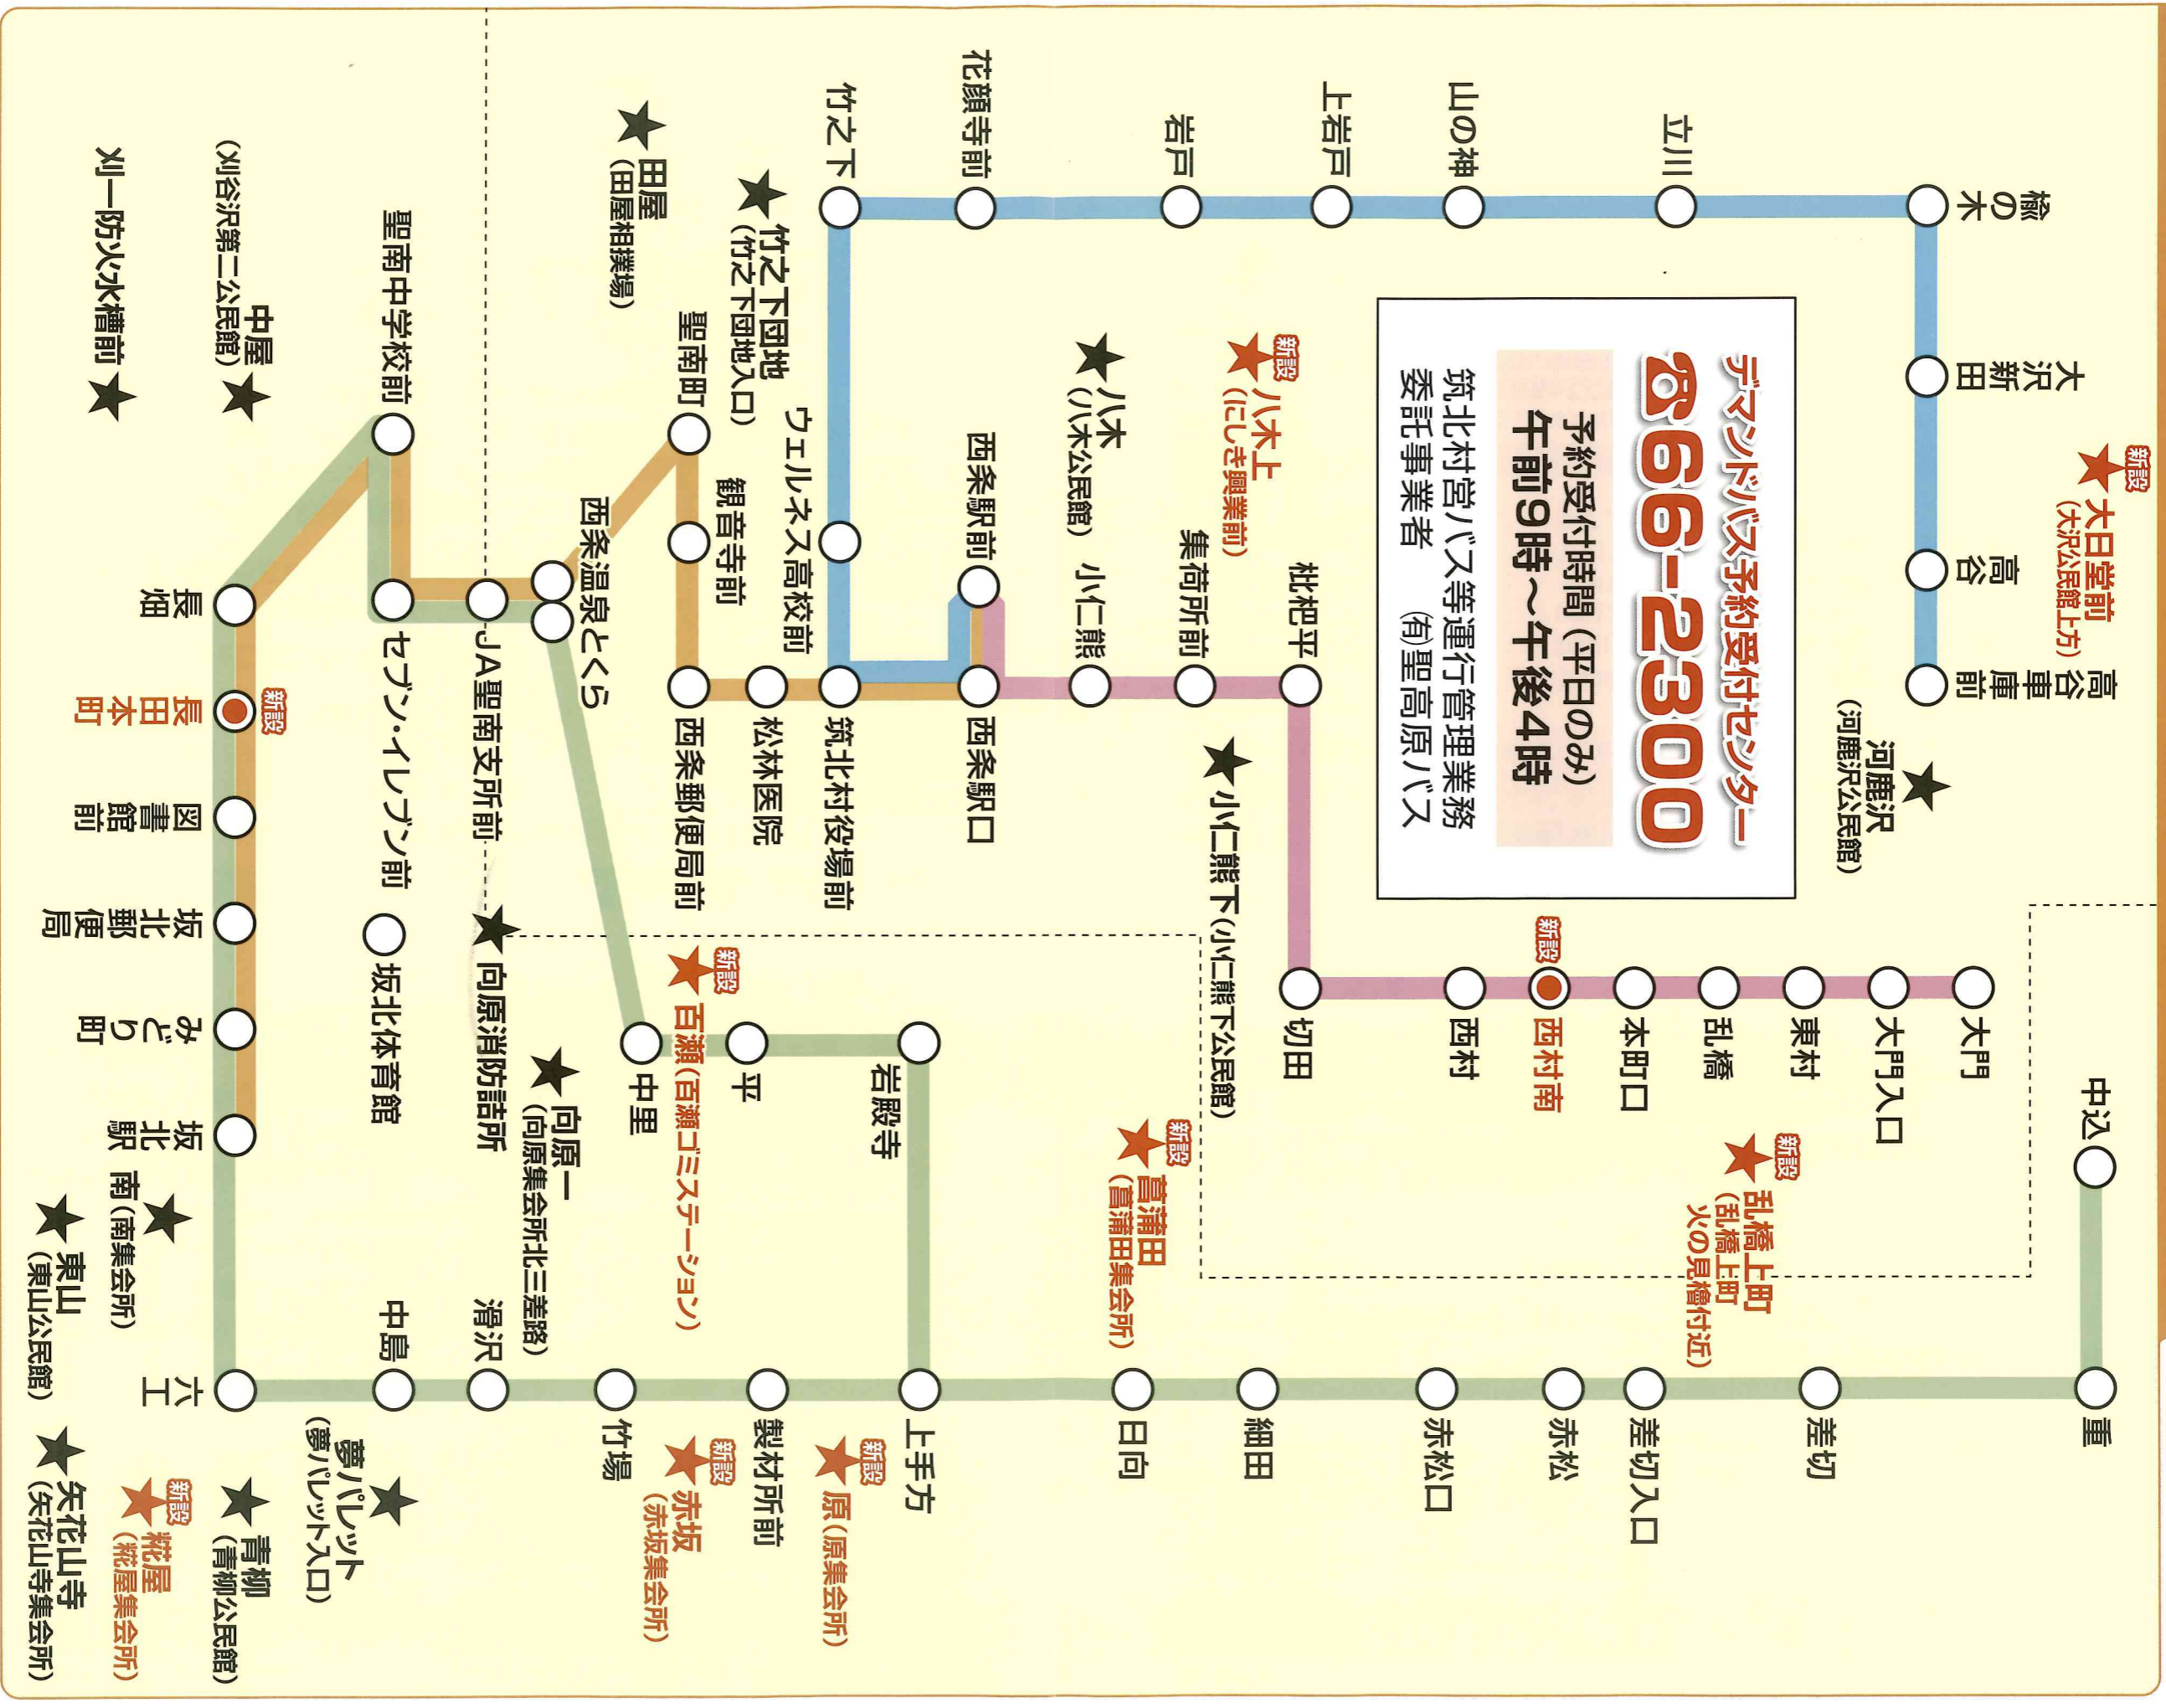 楡の木
大沢新田
高谷
高谷車庫前
新設
大日堂前
(大沢公民館上方)
河鹿沢
(河鹿沢公民館)
立川
山の神
上岩戸
岩戸
花顔寺前
竹之下
デマンドバス予約受付センター
☎66-2300
予約受付時間(平日のみ)
午前9時～午後4時
筑北村営バス等運行管理業務
委託事業者 ㈲聖高原バス
中込
重
大門
大門入口
東村
乱橋
本町口
新設
西村南
西村
切田
新設
乱橋上町
(乱橋上町
火の見櫓付近)
差切
差切入口
赤松
赤松口
細田
日向
上手方
新設
八木上
(にしき興業前)
八木
(八木公民館)
枇杷平
集荷所前
小仁熊
小仁熊下(小仁熊下公民館)
新設
菖蒲田
(菖蒲田集会所)
西条駅前
西条駅口
ウェルネス高校前
筑北村役場前
松林医院
西条郵便局前
観音寺前
聖南町
竹之下団地
(竹之下団地入口)
田屋
(田屋相撲場)
西条温泉とくら
岩殿寺
平
中里
新設
百瀬(百瀬ゴミステーション)
新設
原(原集会所)
製材所前
新設
赤坂
(赤坂集会所)
竹場
向原一
(向原集会所北三差路)
向原消防詰所
滑沢
中島
JA聖南支所前
セブン・イレブン前
聖南中学校前
坂北体育館
夢パレット
(夢パレット入口)
中屋
(刈谷沢第二公民館)
刈一防火水槽前
長畑
新設
長田本町
図書館前
坂北郵便局
みどり町
坂北駅
南(南集会所)
六工
東山
(東山公民館)
青柳
(青柳公民館)
新設
糀屋
(糀屋集会所)
矢花山寺
(矢花山寺集会所)